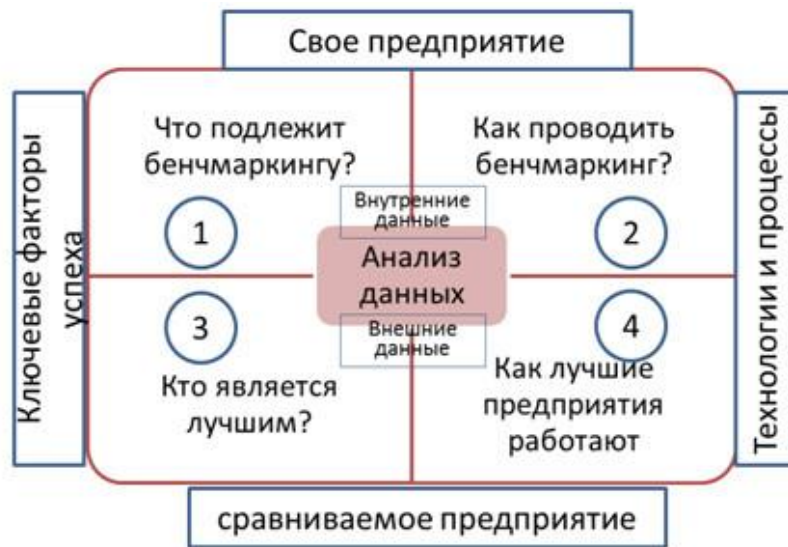 Свое предприятие
Ключевые факторы
успеха
Что подлежит
бенчмаркингу?
1
Как проводить
бенчмаркинг?
2
Внутренние
данные
Анализ
данных
Внешние
данные
3
Кто является
лучшим?
4
Как лучшие
предприятия
работают
Технологии и процессы
сравниваемое предприятие